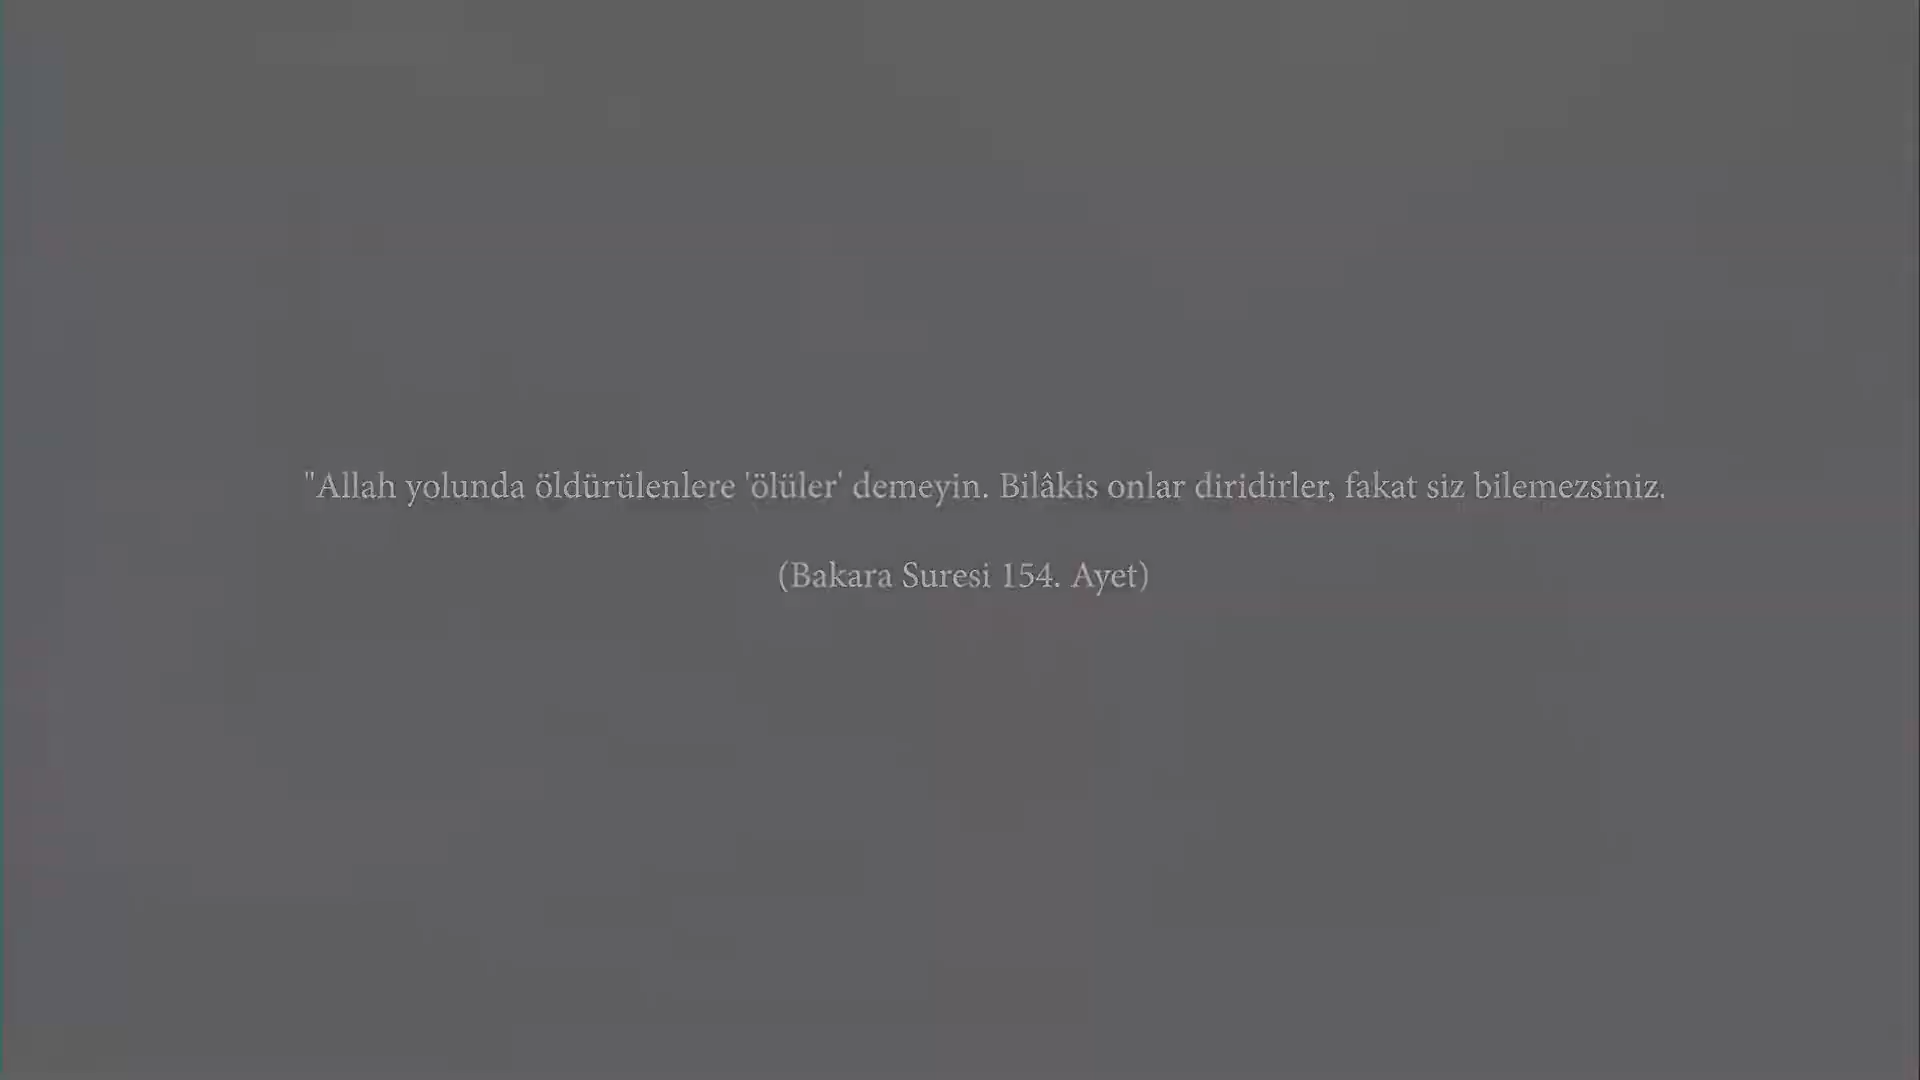 "Allah yolunda öldürülenlere 'ölüler' demeyin. Bilâkis onlar diridirler, fakat siz bilemezsiniz.
(Bakara Suresi 154. Ayet)